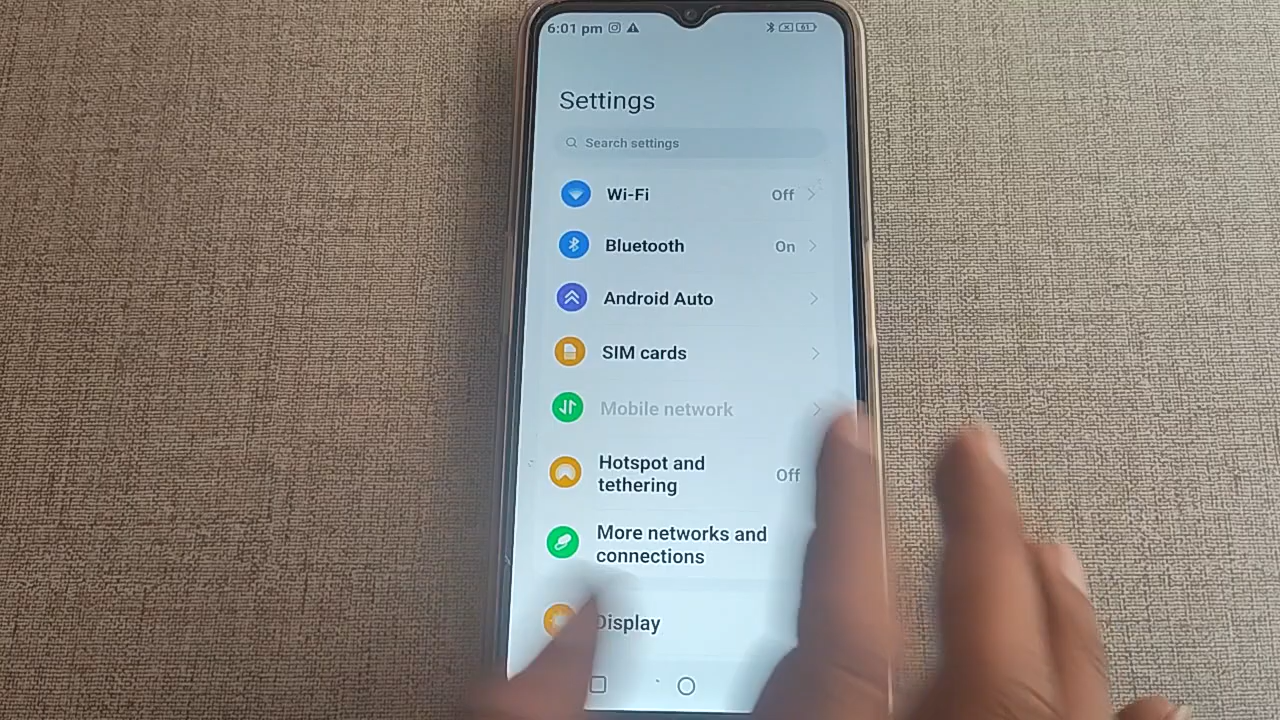 6:01 pm 61
Settings
Search settings
Wi-Fi Off
Bluetooth On
Android Auto
SIM cards
Mobile network
Hotspot and
tethering Off
More networks and
connections
Display